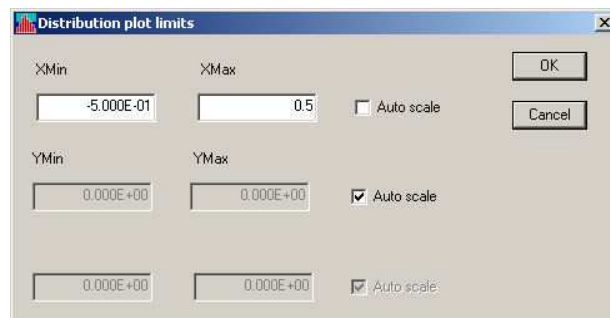 Distribution plot limits
XMin XMax OK
-5.000E-01 0.5 Auto scale Cancel
YMin YMax
0.000E+00 0.000E+00 Auto scale
0.000E+00 0.000E+00 Auto scale